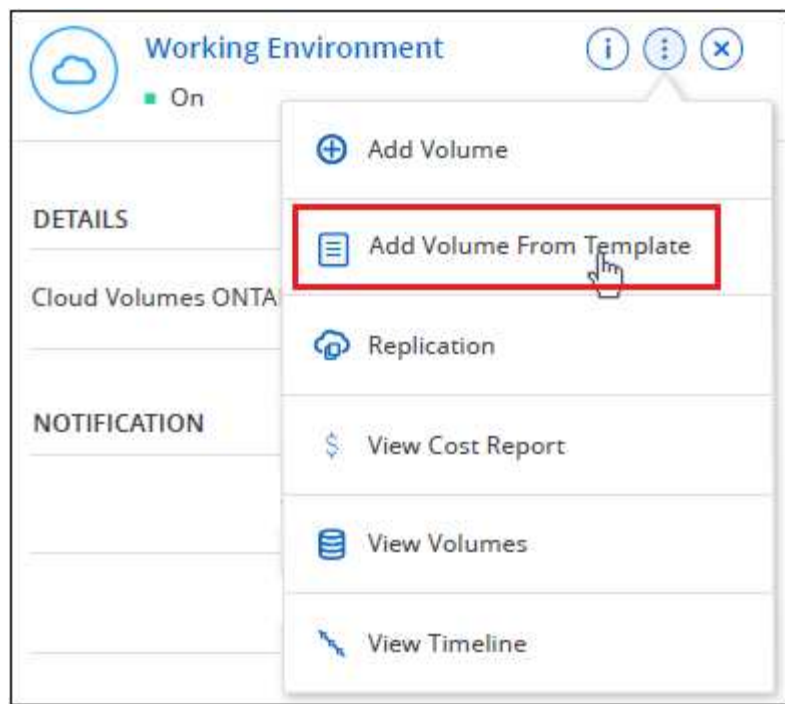 Working Environment
On
Add Volume
DETAILS
Add Volume From Template
Cloud Volumes ONTA
Replication
NOTIFICATION
$ View Cost Report
View Volumes
View Timeline